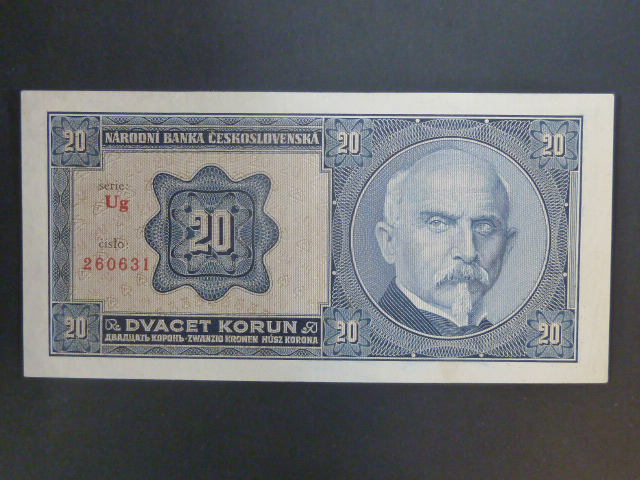 20 NÁRODNÍ BANKA ČESKOSLOVENSKÁ 20 20
serie:
Ug
20
číslo:
260631
20 DVACET KORUN 20 20
ДВАДЦАТЬ КОРОНЪ · ZWANZIG KRONEN HÚSZ KORONA